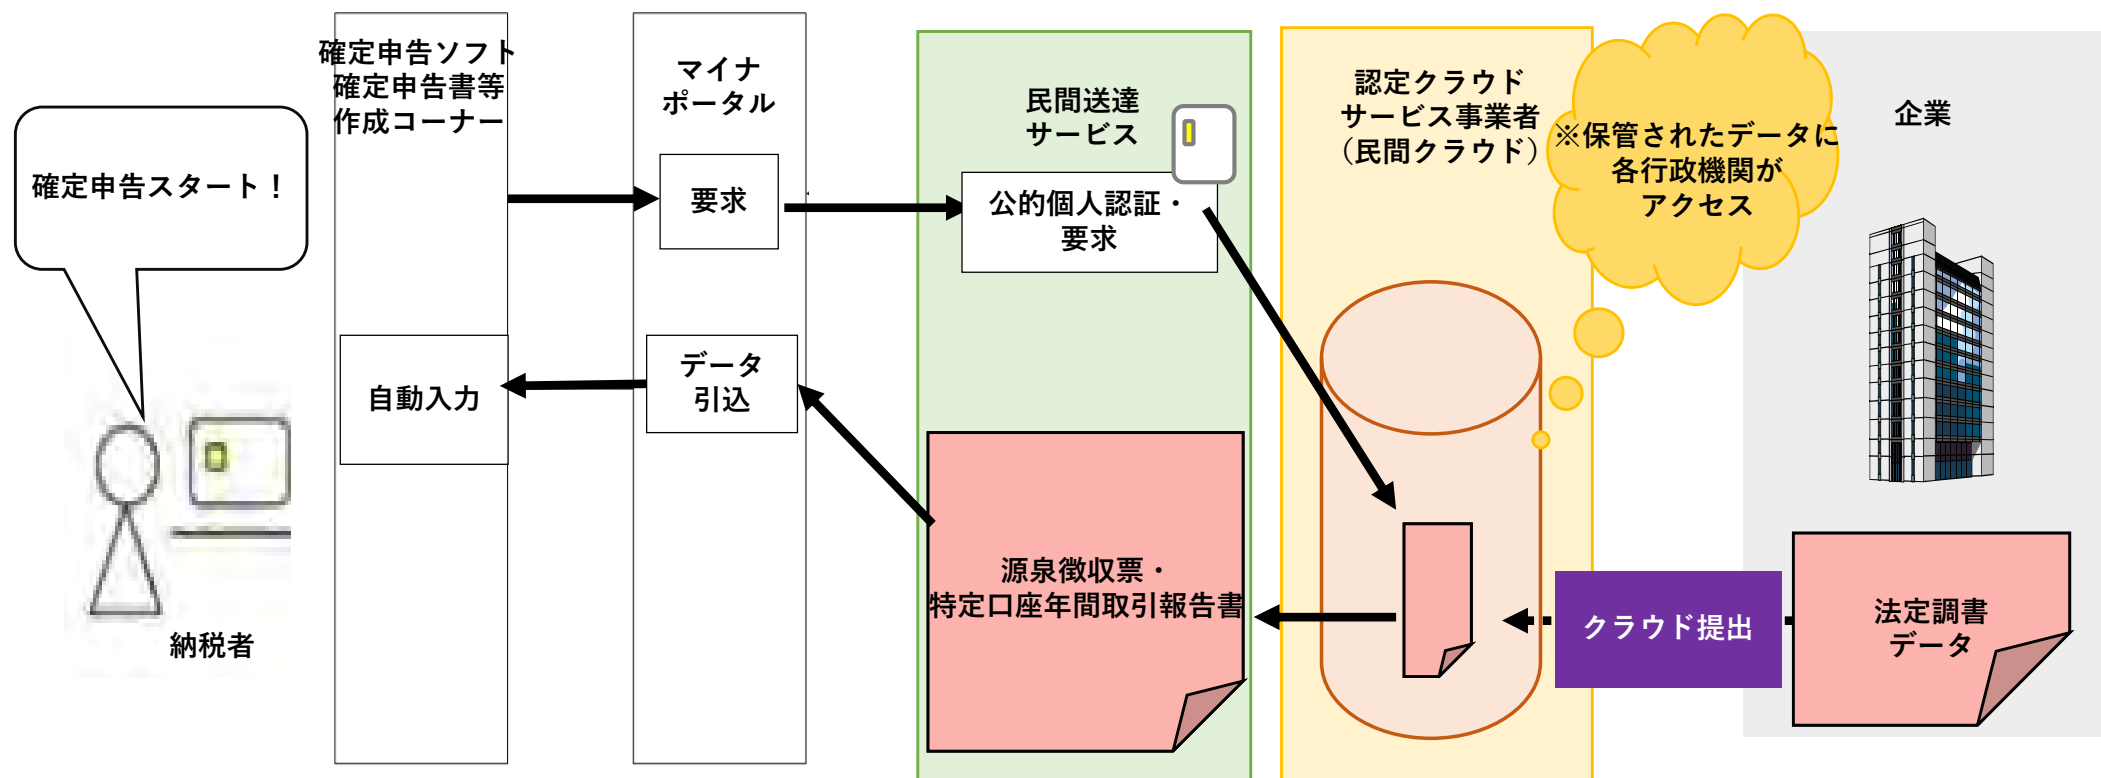 確定申告スタート！
納税者
確定申告ソフト
確定申告書等
作成コーナー
自動入力
マイナ
ポータル
要求
データ
引込
民間送達
サービス
公的個人認証・
要求
源泉徴収票・
特定口座年間取引報告書
認定クラウド
サービス事業者
（民間クラウド）
※保管されたデータに
各行政機関が
アクセス
企業
クラウド提出
法定調書
データ